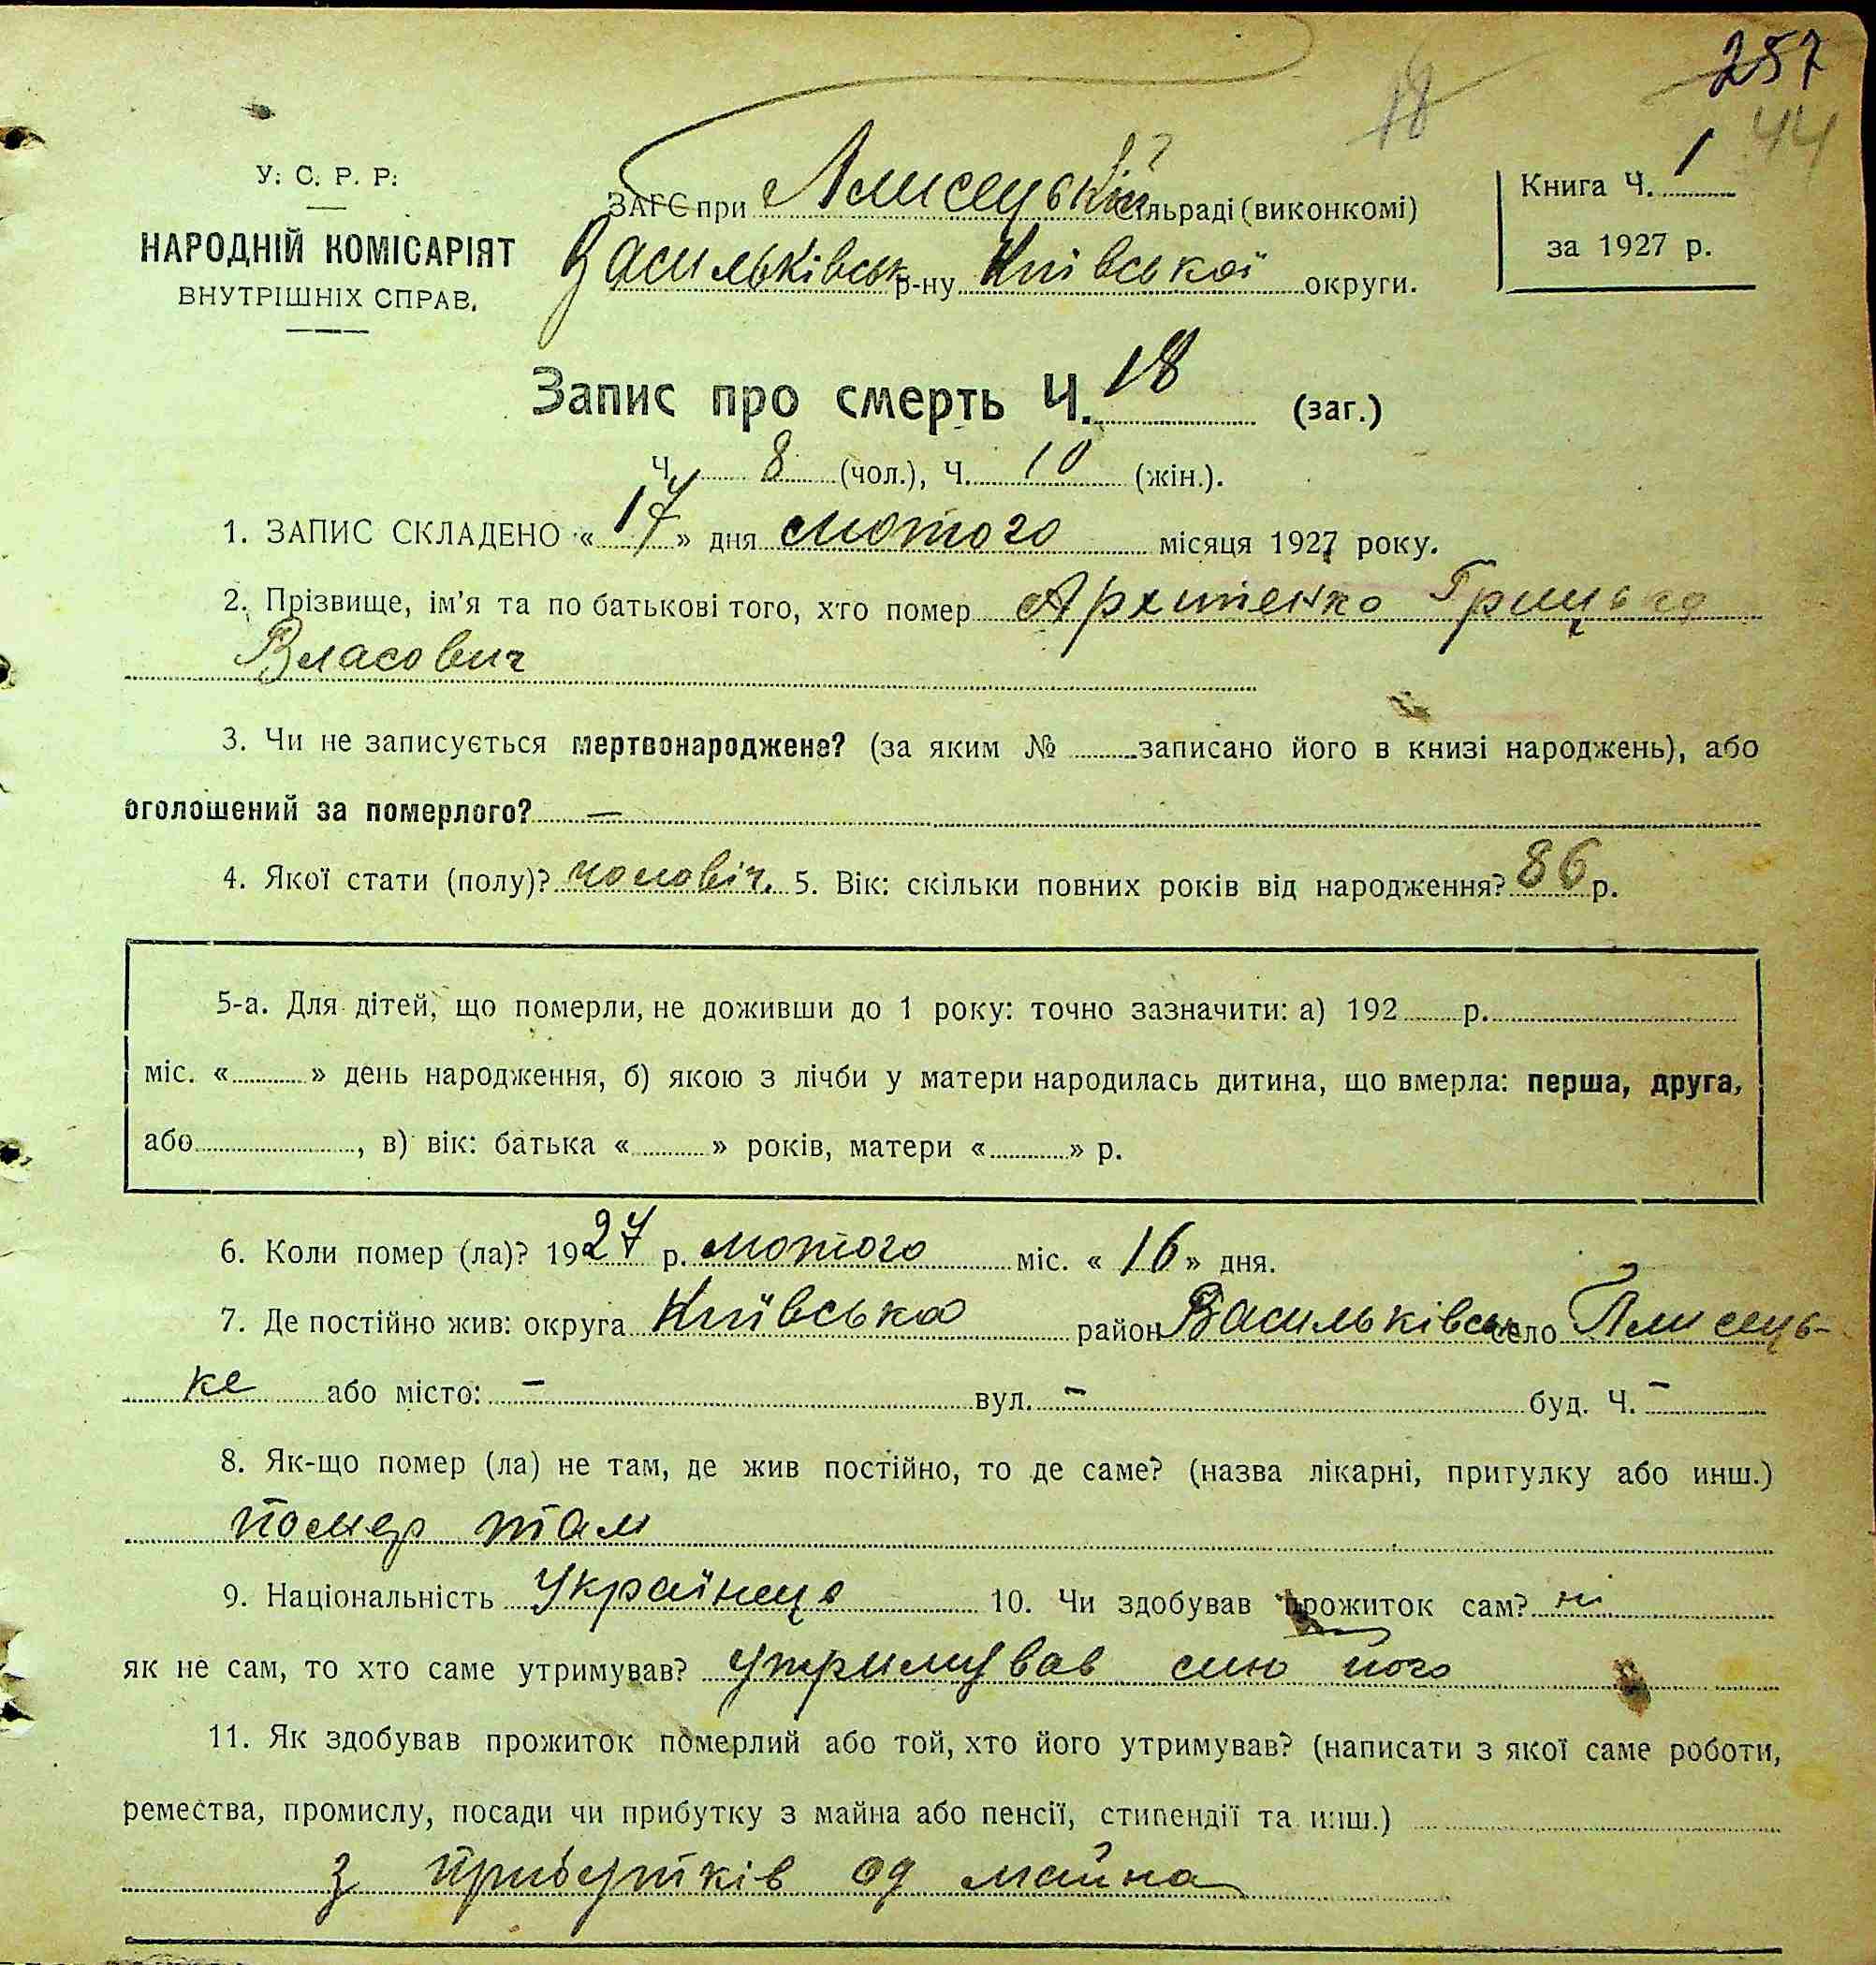 257
18 44
У. С. Р. Р.
НАРОДНІЙ КОМІСАРІЯТ
ВНУТРІШНІХ СПРАВ.
ЗАГС при Плисецькій сільраді (виконкомі)
Васильківськ р-ну Київської округи.
Книга Ч. 1
за 1927 р.
Запис про смерть Ч. 18 (заг.)
Ч. 8 (чол.), Ч. 10 (жін.).
1. ЗАПИС СКЛАДЕНО «17» дня лютого місяця 1927 року.
2. Прізвище, ім'я та по батькові того, хто помер Архипенко Грицько
Власович
3. Чи не записується мертвонароджене? (за яким № записано його в книзі народжень), або
оголошений за померлого? —
4. Якої стати (полу)? чоловіч. 5. Вік: скільки повних років від народження? 86 р.
5-а. Для дітей, що померли, не доживши до 1 року: точно зазначити: а) 192 р.
міс. « » день народження, б) якою з лічби у матери народилась дитина, що вмерла: перша, друга,
або , в) вік: батька « » років, матери « » р.
6. Коли помер (ла)? 1927 р. лютого міс. «16» дня.
7. Де постійно жив: округа Київська район Васильківськ село Плисець-
ке або місто: – вул. – буд. Ч. –
8. Як-що помер (ла) не там, де жив постійно, то де саме? (назва лікарні, притулку або инш.)
помер там
9. Національність Українець 10. Чи здобував прожиток сам? ні
як не сам, то хто саме утримував? утримував син його
11. Як здобував прожиток померлий або той, хто його утримував? (написати з якої саме роботи,
ремества, промислу, посади чи прибутку з майна або пенсії, стипендії та инш.)
з прибутків од майна